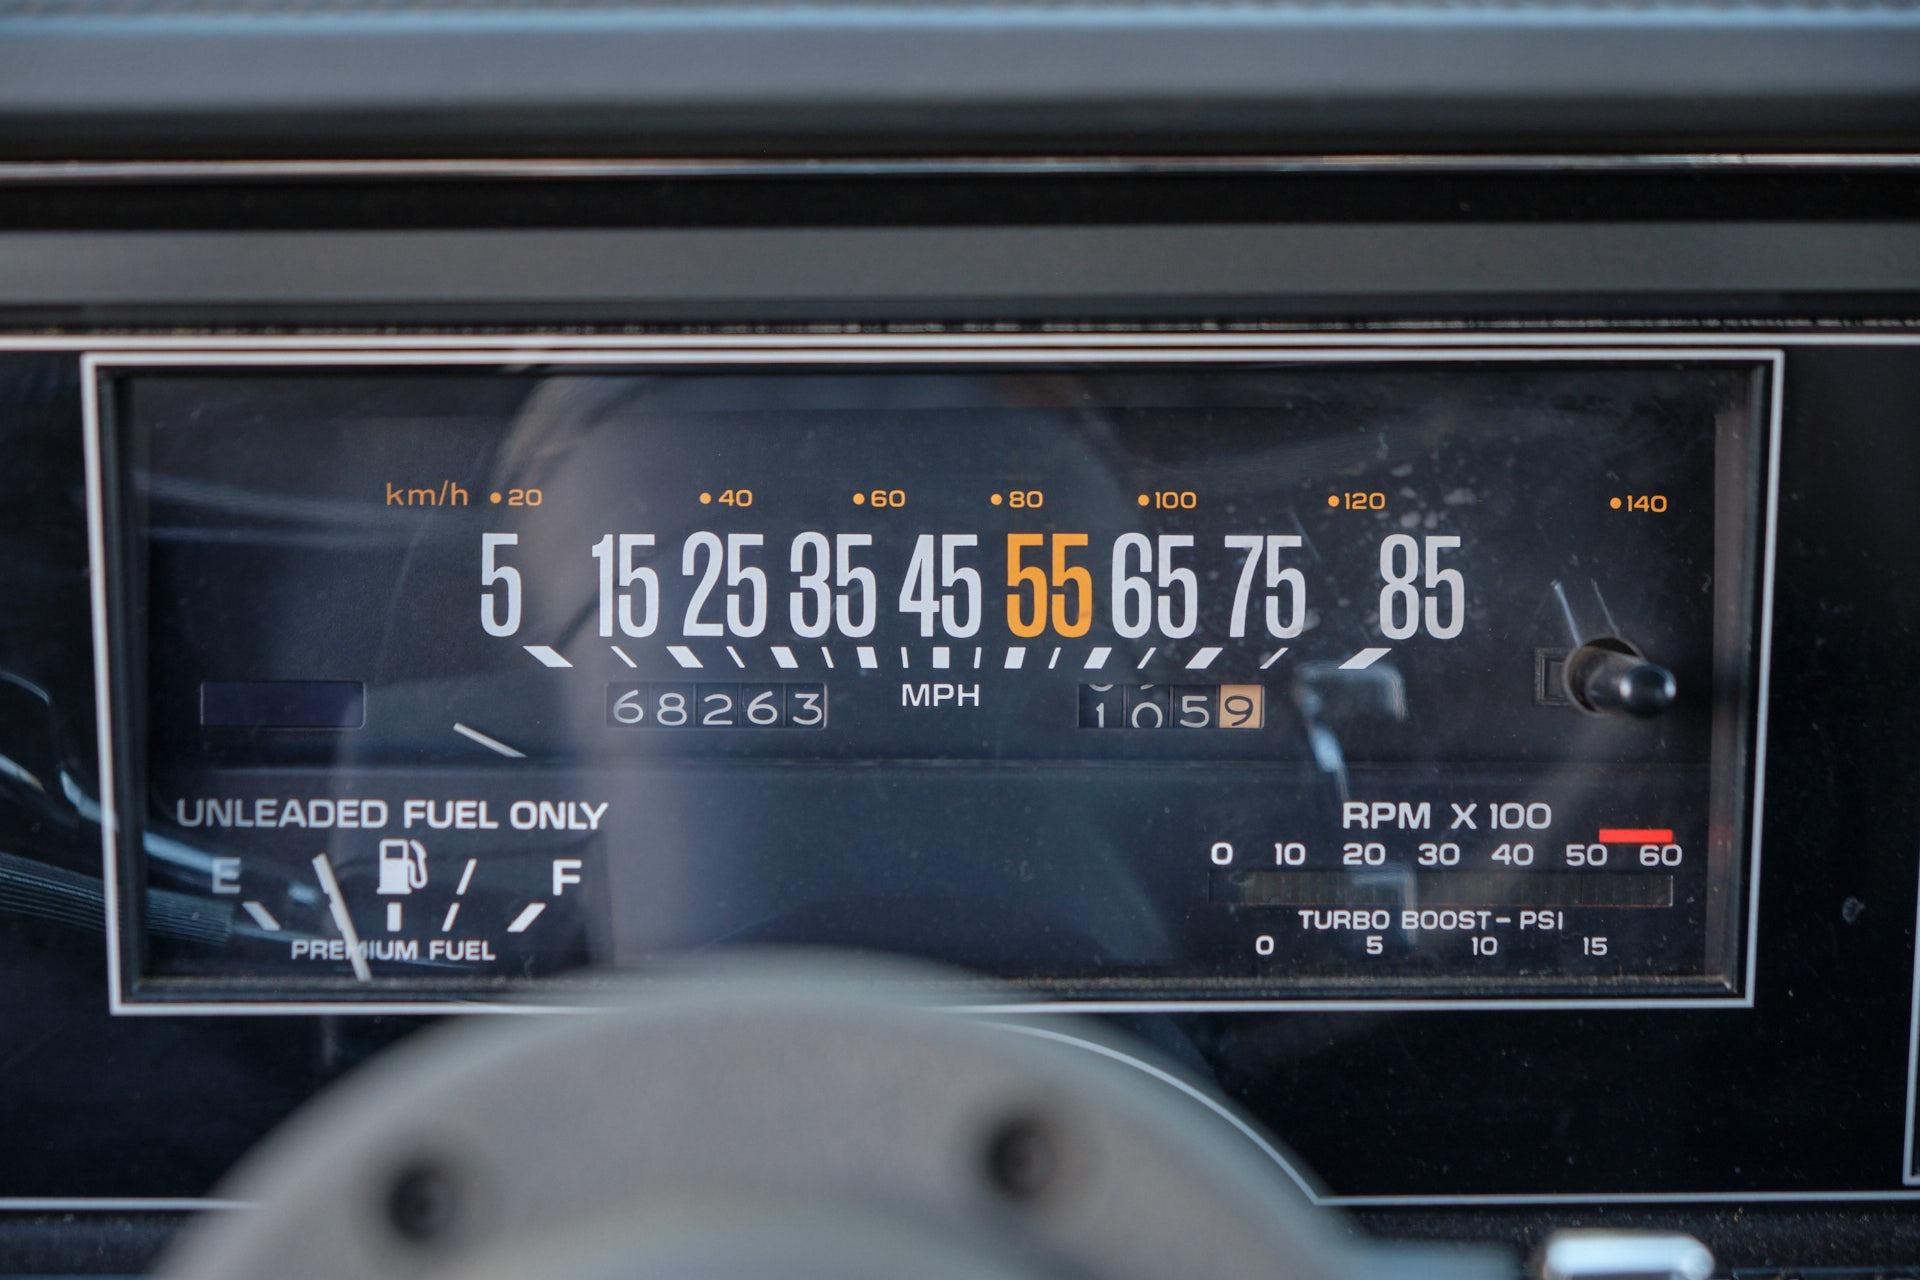 km/h 20 40 60 80 100 120 140
5 15 25 35 45 55 65 75 85
68263 MPH 1059
UNLEADED FUEL ONLY
E F
PREMIUM FUEL
RPM X 100
0 10 20 30 40 50 60
TURBO BOOST - PSI
0 5 10 15